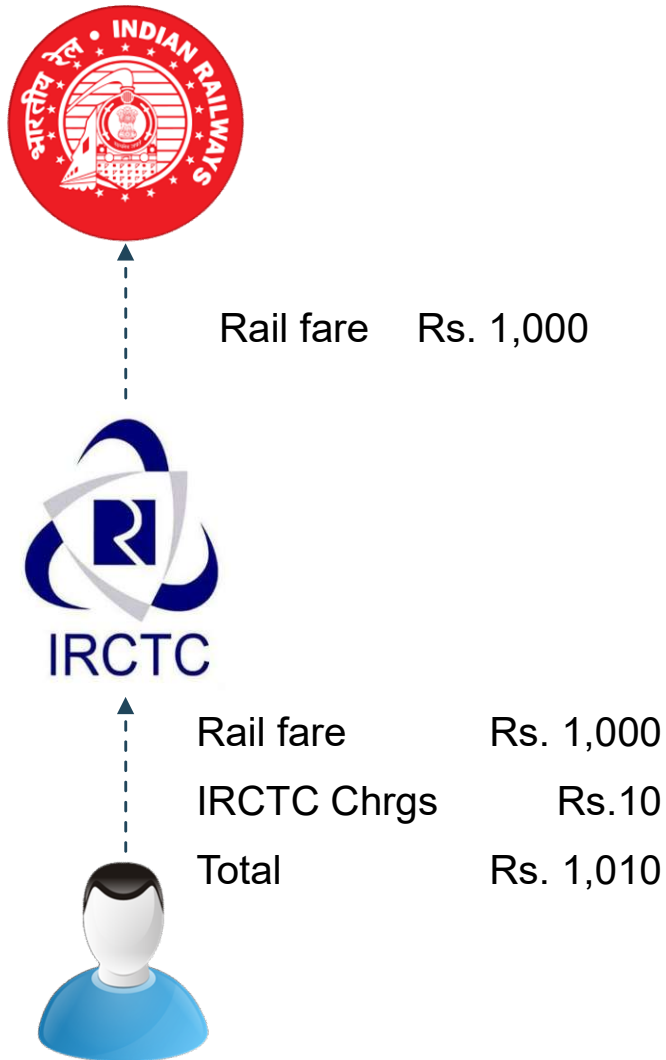 भारतीय रेल • INDIAN RAILWAYS
Rail fare Rs. 1,000
IRCTC
Rail fare Rs. 1,000
IRCTC Chrgs Rs.10
Total Rs. 1,010